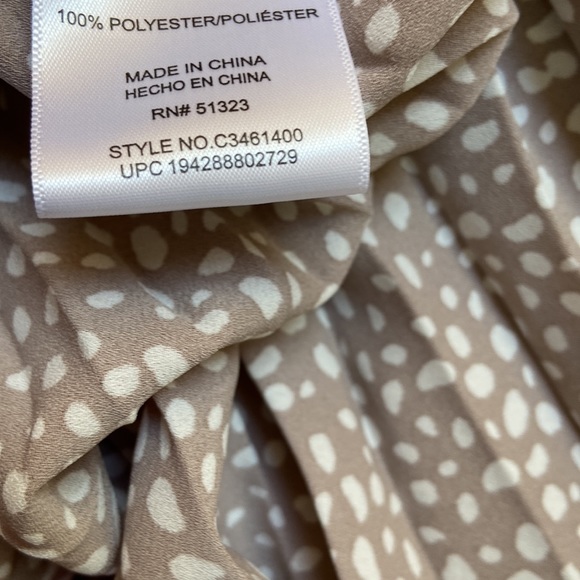 100% POLYESTER/POLIÉSTER
MADE IN CHINA
HECHO EN CHINA
RN# 51323
STYLE NO.C3461400
UPC 194288802729